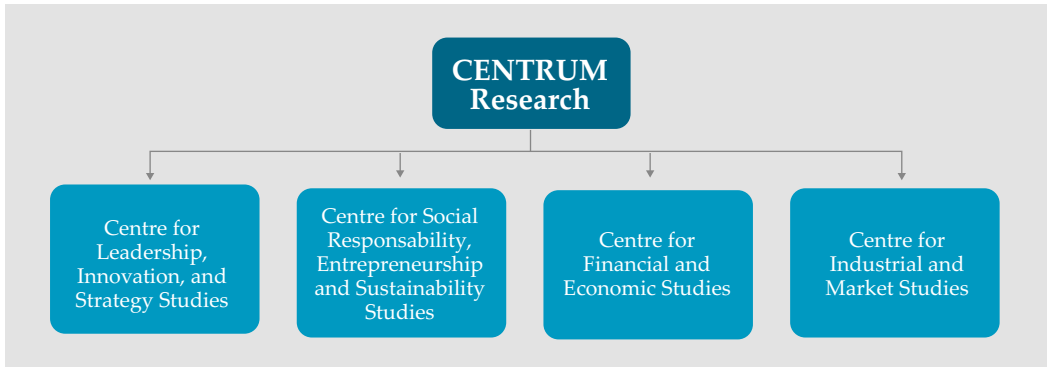 CENTRUM
Research
Centre for
Leadership,
Innovation, and
Strategy Studies
Centre for Social
Responsability,
Entrepreneurship
and Sustainability
Studies
Centre for
Financial and
Economic Studies
Centre for
Industrial and
Market Studies